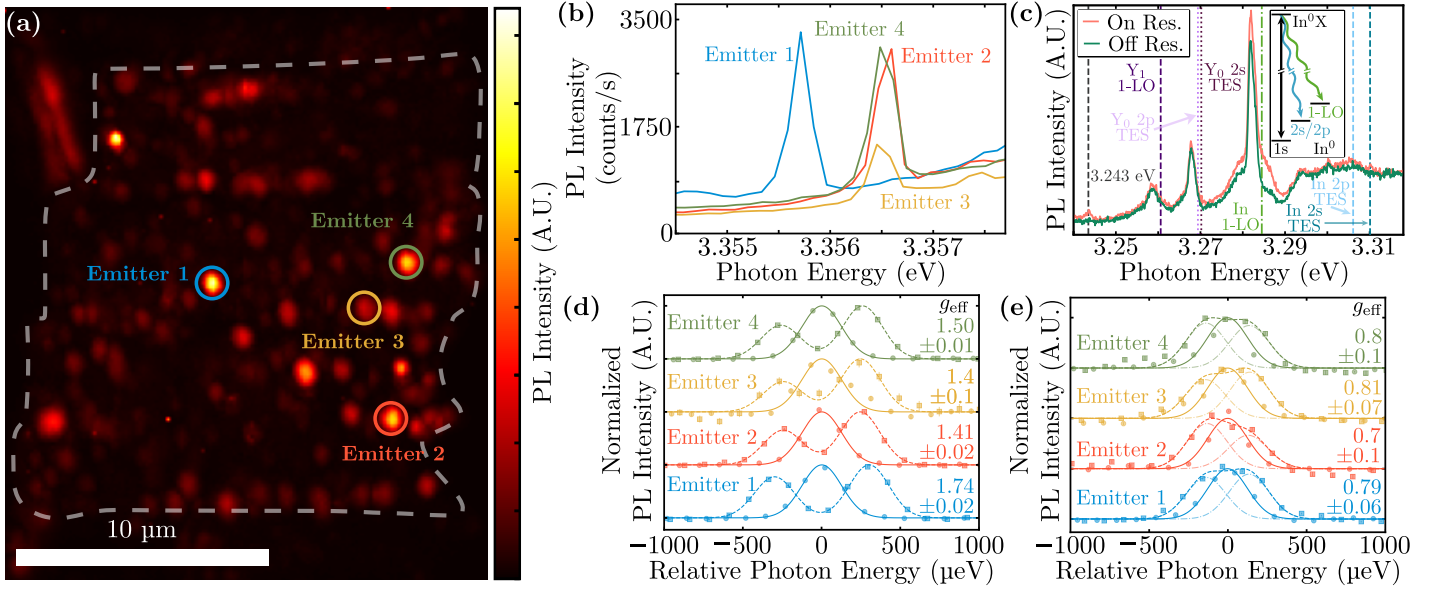 (a)
Emitter 4
Emitter 1
Emitter 3
Emitter 2
10 µm
PL Intensity (A.U.)
(b)
3500
1750
0
PL Intensity
(counts/s)
Emitter 4
Emitter 1
Emitter 2
Emitter 3
3.355
3.356
3.357
Photon Energy (eV)
(c)
PL Intensity (A.U.)
On Res.
Off Res.
Y₁
1-LO
Y₀ 2s
TES
Y₀ 2p
TES
3.243 eV
In
1-LO
In 2p
TES
In 2s
TES
In⁰X
1-LO
2s/2p
1s
In⁰
3.25
3.27
3.29
3.31
Photon Energy (eV)
(d)
Normalized
PL Intensity (A.U.)
g_eff
Emitter 4
1.50
±0.01
Emitter 3
1.4
±0.1
Emitter 2
1.41
±0.02
Emitter 1
1.74
±0.02
−1000
−500
0
500
1000
Relative Photon Energy (µeV)
(e)
Normalized
PL Intensity (A.U.)
g_eff
Emitter 4
0.8
±0.1
Emitter 3
0.81
±0.07
Emitter 2
0.7
±0.1
Emitter 1
0.79
±0.06
−1000
−500
0
500
1000
Relative Photon Energy (µeV)